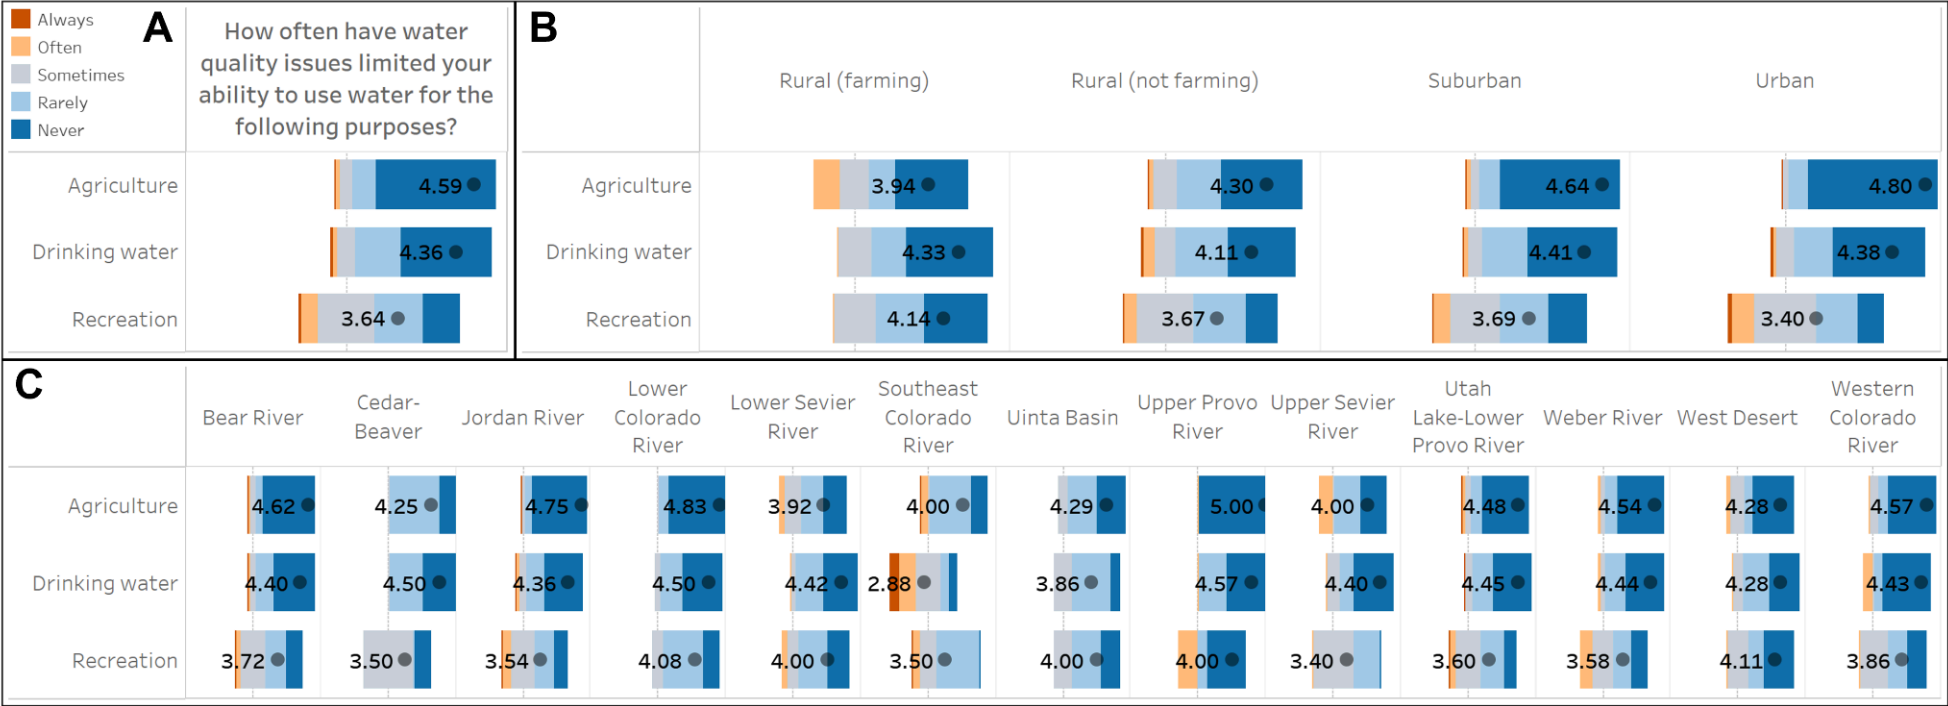 Always
Often
Sometimes
Rarely
Never
A
How often have water
quality issues limited your
ability to use water for the
following purposes?
Agriculture
4.59
Drinking water
4.36
Recreation
3.64
B
Rural (farming)
Rural (not farming)
Suburban
Urban
Agriculture
3.94
4.30
4.64
4.80
Drinking water
4.33
4.11
4.41
4.38
Recreation
4.14
3.67
3.69
3.40
C
Bear River
Cedar-
Beaver
Jordan River
Lower
Colorado
River
Lower Sevier
River
Southeast
Colorado
River
Uinta Basin
Upper Provo
River
Upper Sevier
River
Utah
Lake-Lower
Provo River
Weber River
West Desert
Western
Colorado
River
Agriculture
4.62
4.25
4.75
4.83
3.92
4.00
4.29
5.00
4.00
4.48
4.54
4.28
4.57
Drinking water
4.40
4.50
4.36
4.50
4.42
2.88
3.86
4.57
4.40
4.45
4.44
4.28
4.43
Recreation
3.72
3.50
3.54
4.08
4.00
3.50
4.00
4.00
3.40
3.60
3.58
4.11
3.86